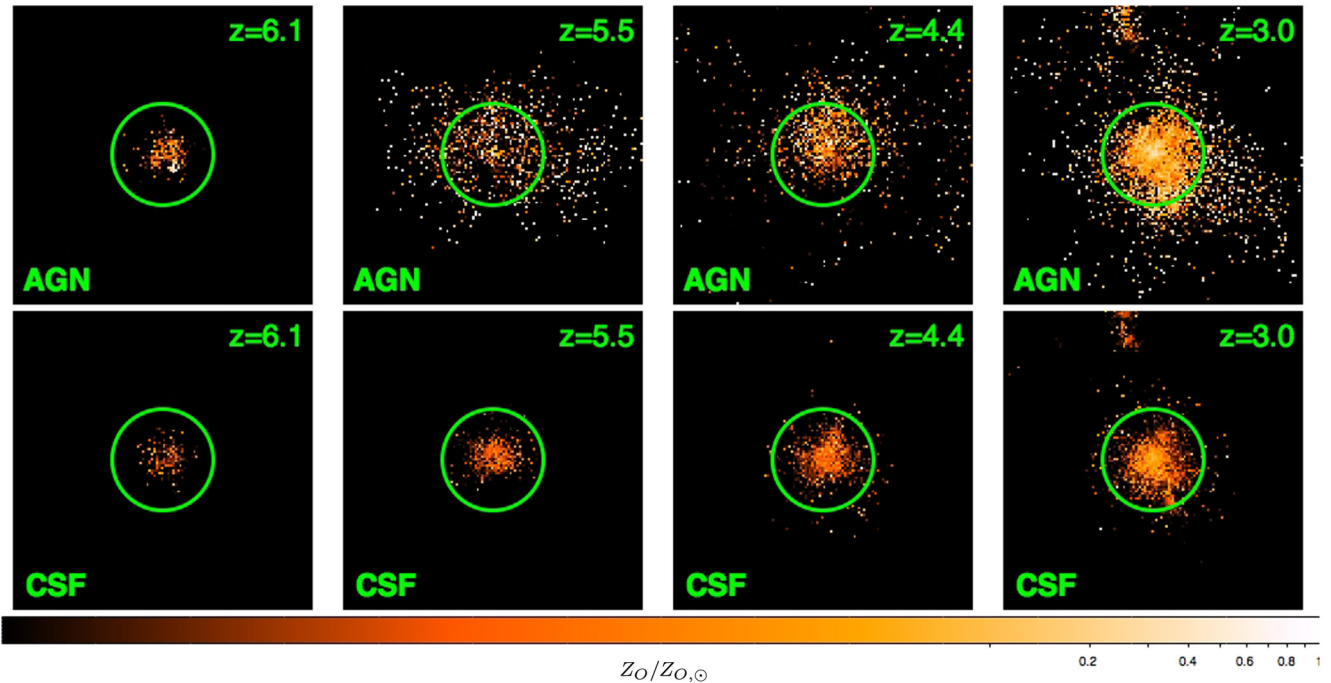 z=6.1 z=5.5 z=4.4 z=3.0
AGN AGN AGN AGN
z=6.1 z=5.5 z=4.4 z=3.0
CSF CSF CSF CSF
0.2 0.4 0.6 0.8 1
Z_O/Z_{O,⊙}